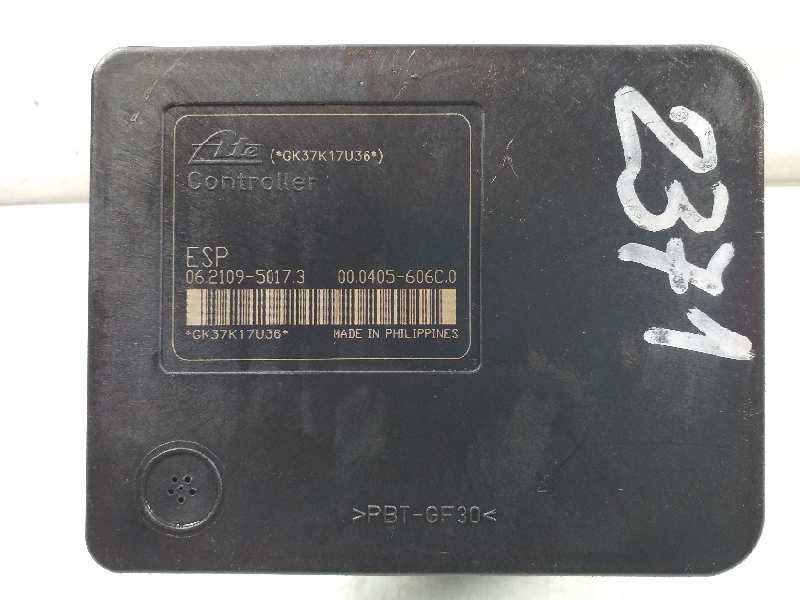 Ate (*GK37K17U36*)
Controller
ESP
06.2109-5017.3 00.0405-606C.0
*GK37K17U36* MADE IN PHILIPPINES
>PBT-GF30<
2371